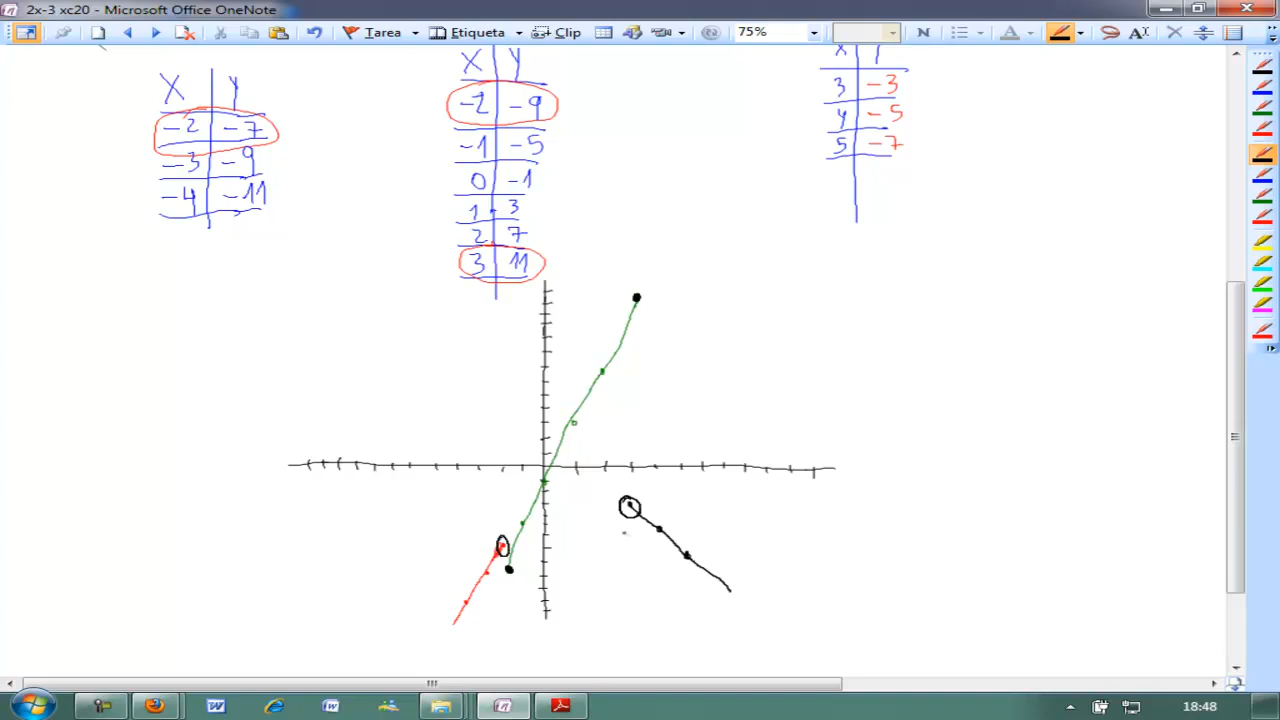 2x-3 xc20 - Microsoft Office OneNote
Tarea Etiqueta Clip 75% N A A
X Y
-2 -7
-3 -9
-4 -11
X Y
-2 -9
-1 -5
0 -1
1 3
2 7
3 11
X Y
3 -3
4 -5
5 -7
18:48